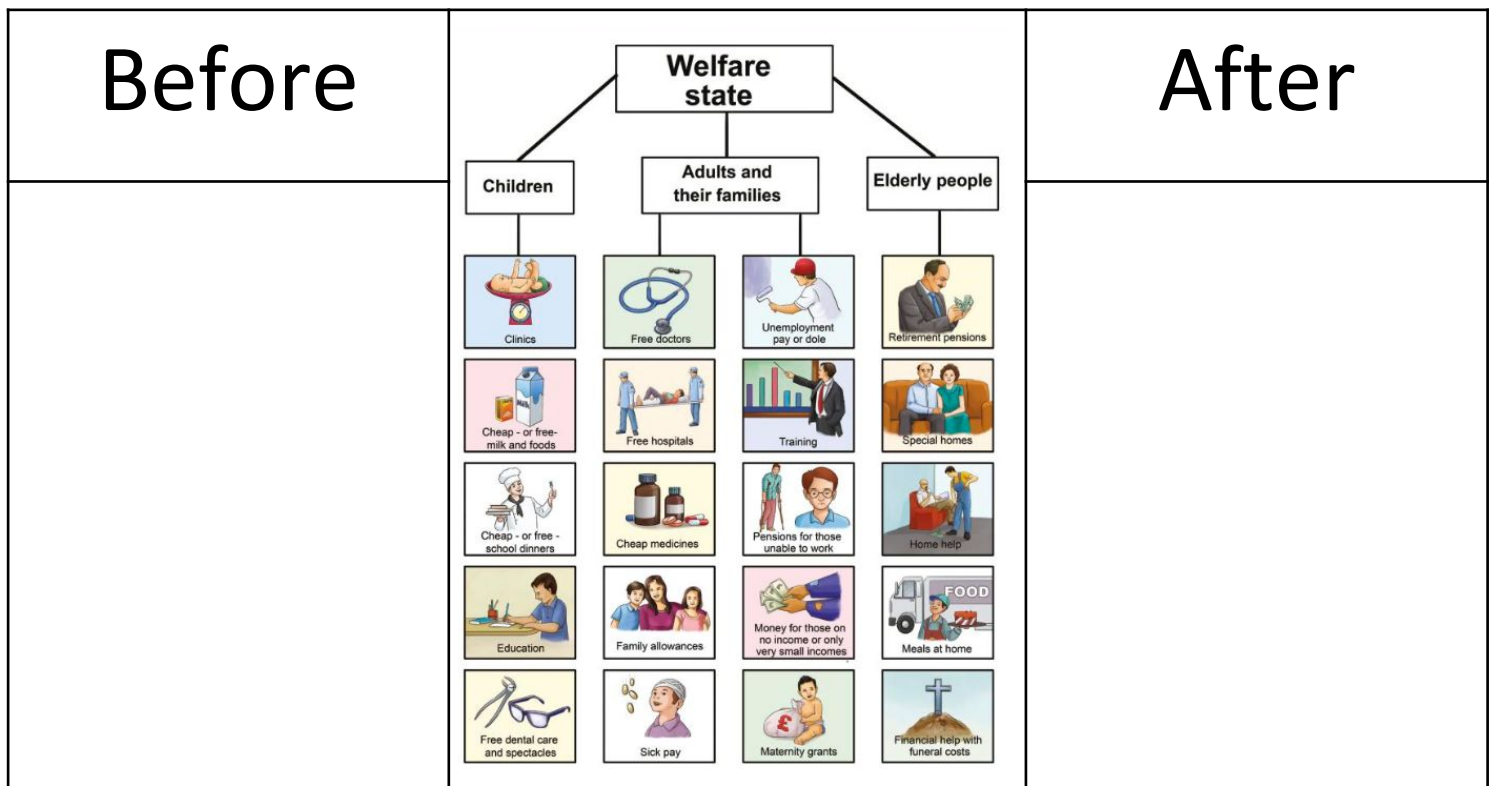 Before
After
Welfare
state
Children
Adults and
their families
Elderly people
Clinics
Free doctors
Unemployment
pay or dole
Retirement pensions
Milk
Cheap - or free-
milk and foods
Free hospitals
Training
Special homes
Cheap - or free -
school dinners
Cheap medicines
Pensions for those
unable to work
Home help
Education
Family allowances
Money for those on
no income or only
very small incomes
FOOD
Meals at home
Free dental care
and spectacles
Sick pay
£
Maternity grants
Financial help with
funeral costs